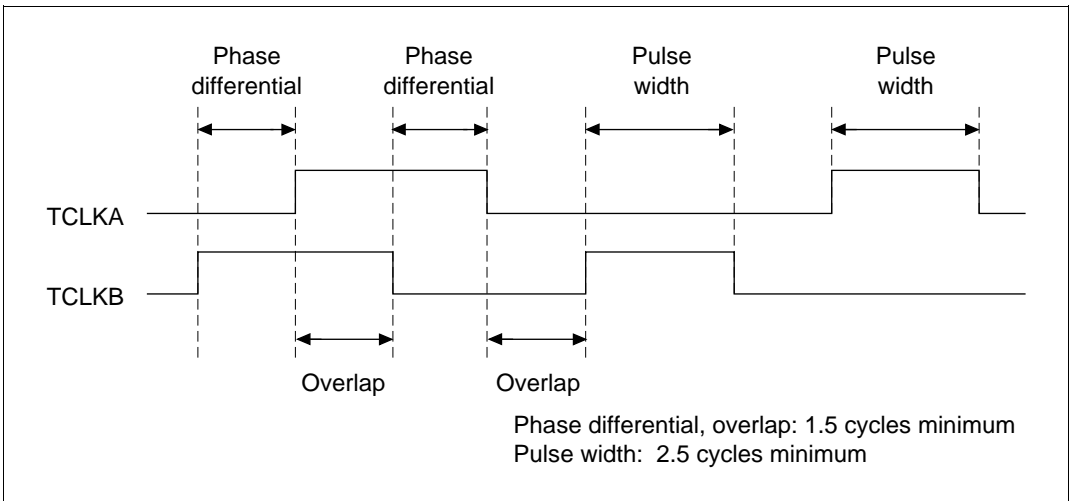 Phase
differential
Phase
differential
Pulse
width
Pulse
width
TCLKA
TCLKB
Overlap
Overlap
Phase differential, overlap: 1.5 cycles minimum
Pulse width: 2.5 cycles minimum